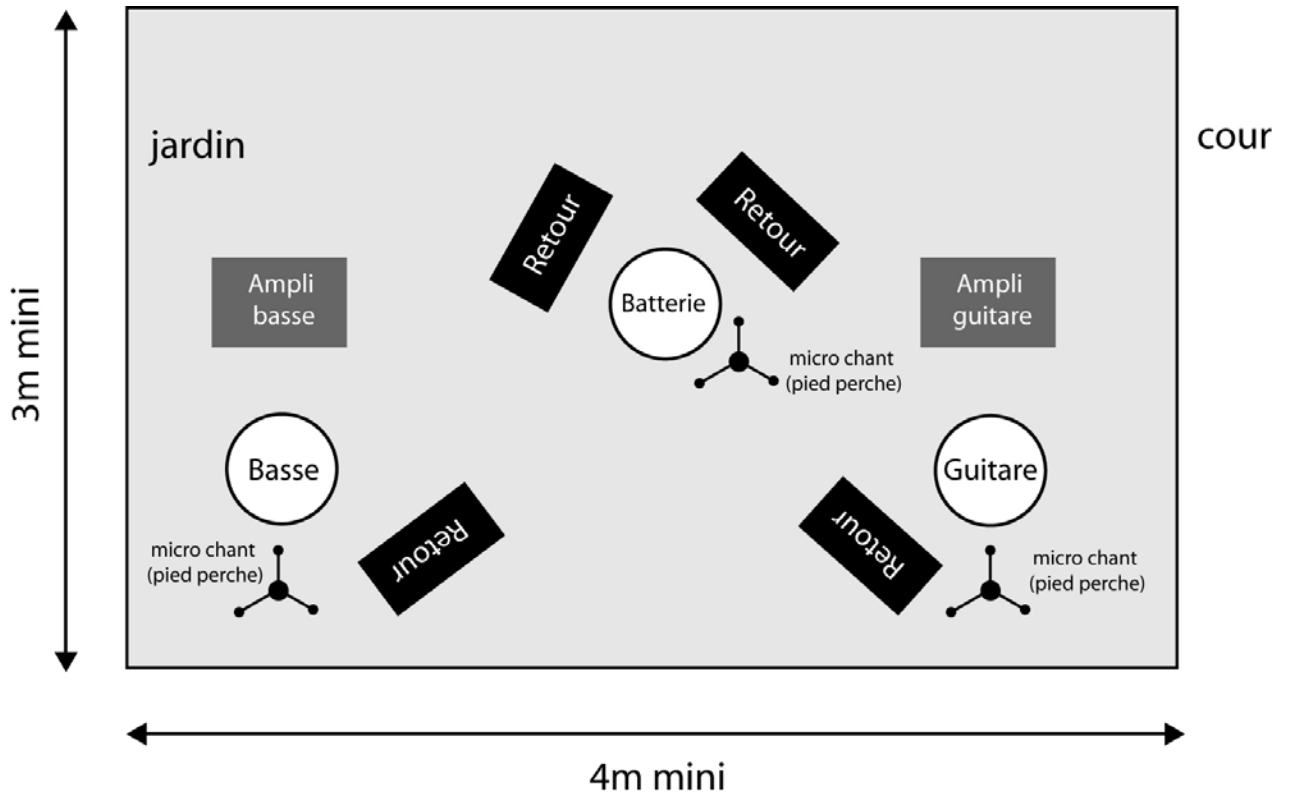 cour
jardin
Retour
Retour
Ampli
basse
Batterie
Ampli
guitare
3m mini
micro chant
(pied perche)
Basse
Guitare
Retour
Retour
micro chant
(pied perche)
micro chant
(pied perche)
4m mini